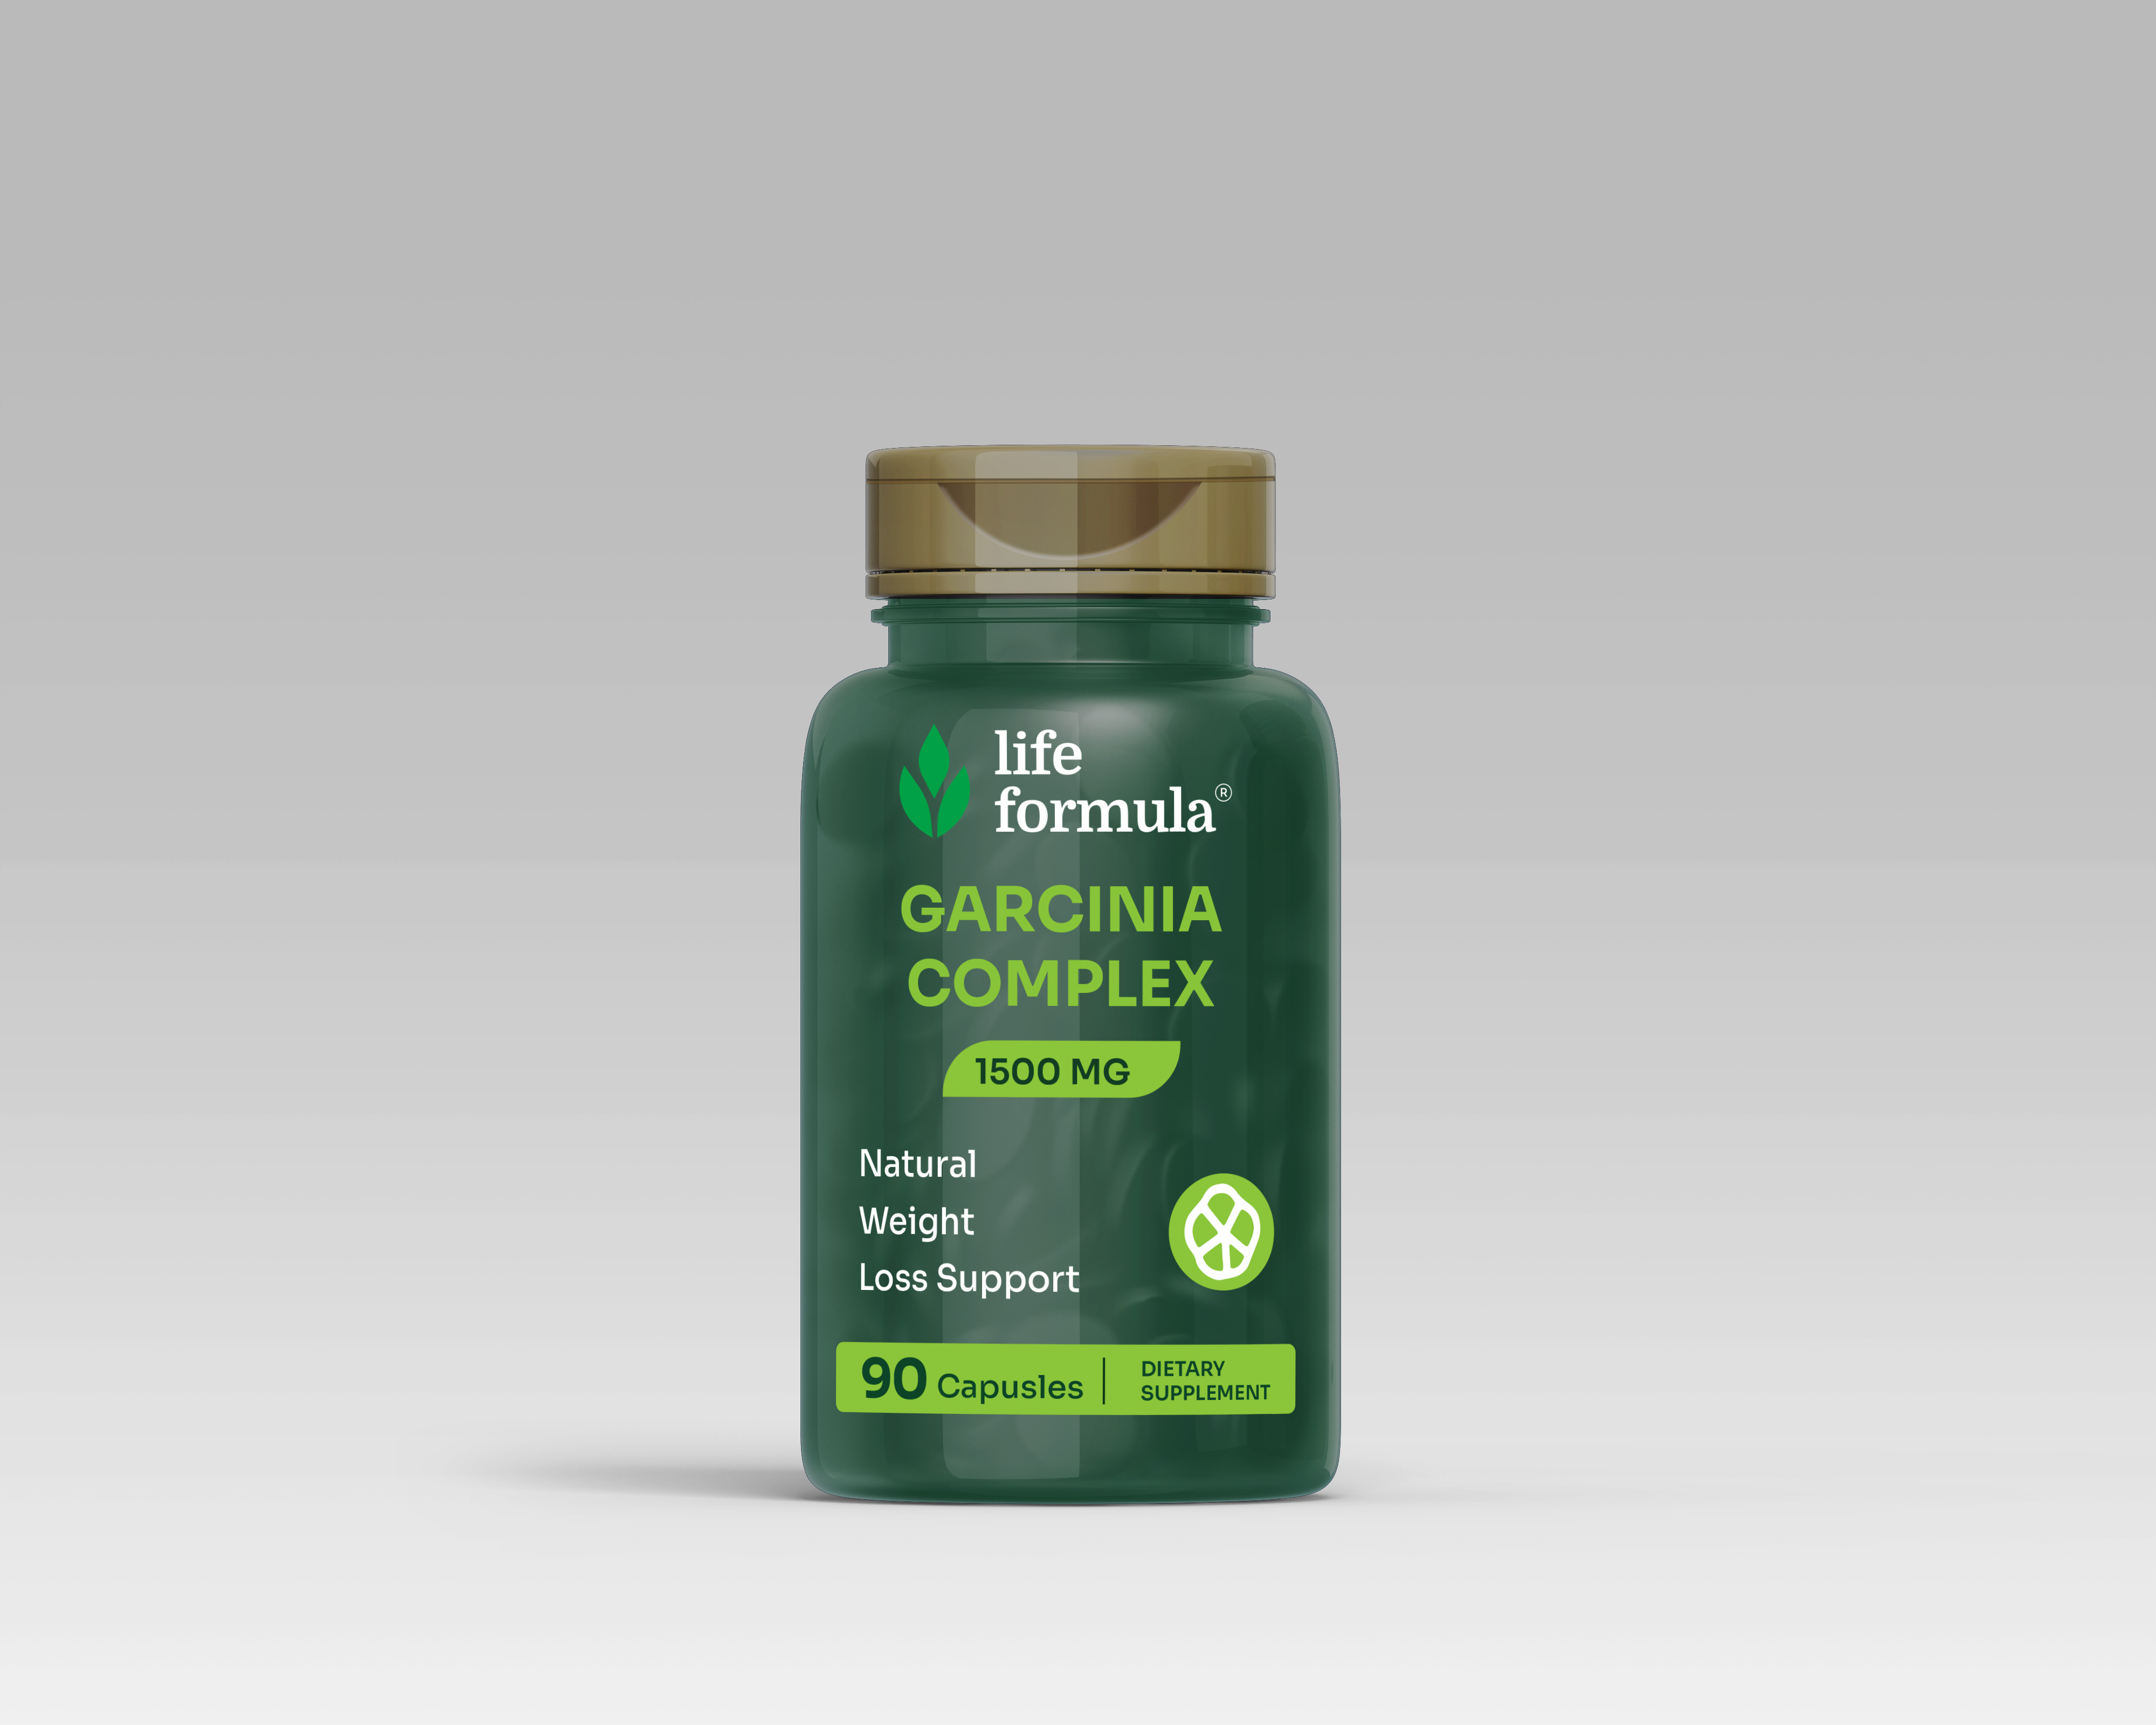 life
formula®
GARCINIA
COMPLEX
1500 MG
Natural
Weight
Loss Support
90 Capusles
DIETARY
SUPPLEMENT